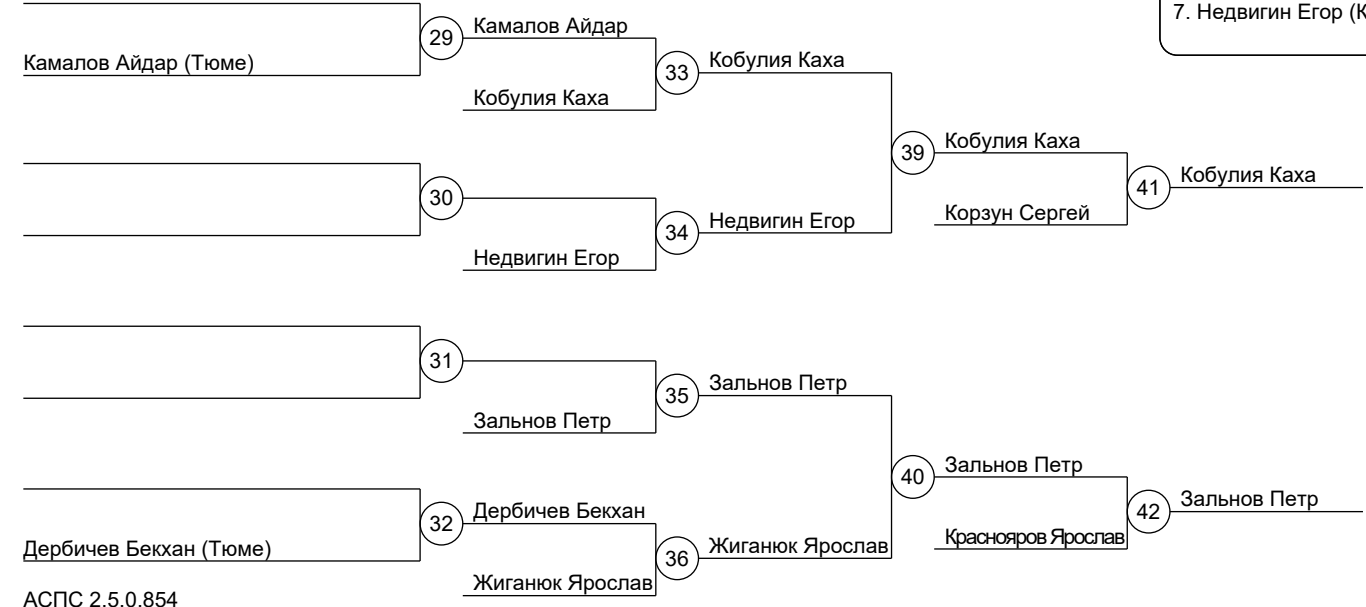 7. Недвигин Егор (К
29
Камалов Айдар
Камалов Айдар (Тюме)
33
Кобулия Каха
Кобулия Каха
39
Кобулия Каха
41
Кобулия Каха
30
Корзун Сергей
34
Недвигин Егор
Недвигин Егор
31
35
Зальнов Петр
Зальнов Петр
40
Зальнов Петр
42
Зальнов Петр
32
Дербичев Бекхан
Краснояров Ярослав
Дербичев Бекхан (Тюме)
36
Жиганюк Ярослав
Жиганюк Ярослав
АСПС 2.5.0.854